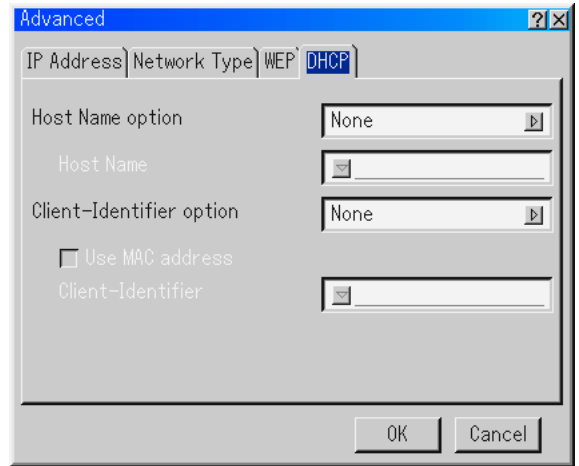 Advanced
IP Address Network Type WEP DHCP
Host Name option None
Host Name
Client-Identifier option None
Use MAC address
Client-Identifier
OK Cancel